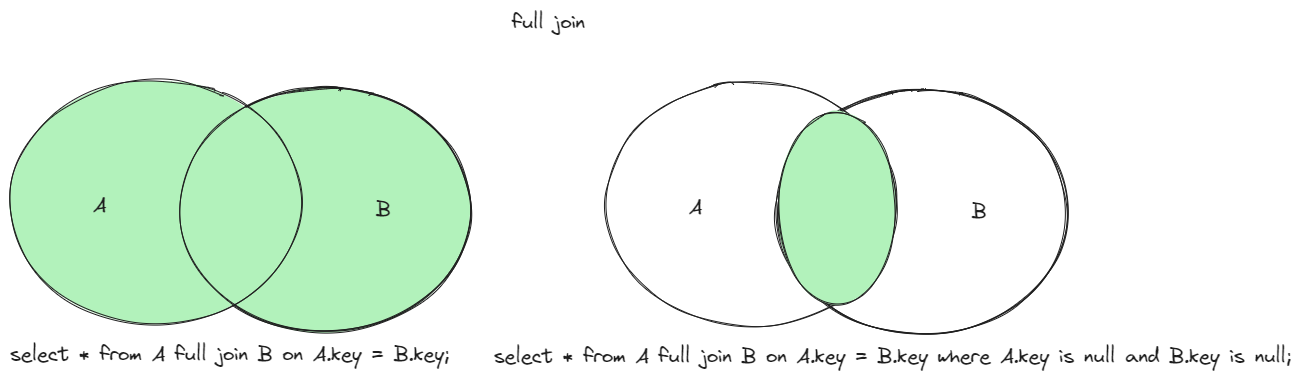 full join
A
B
A
B
select * from A full join B on A.key = B.key;
select * from A full join B on A.key = B.key where A.key is null and B.key is null;